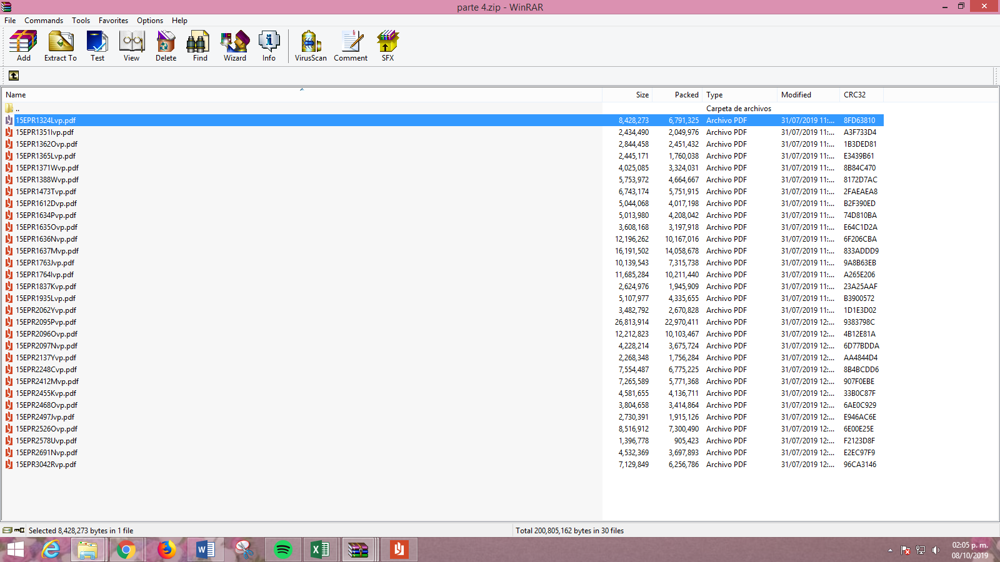 parte 4.zip - WinRAR
File Commands Tools Favorites Options Help
Add Extract To Test View Delete Find Wizard Info VirusScan Comment SFX
Name Size Packed Type Modified CRC32
.. Carpeta de archivos
15EPR1324Lvp.pdf 8,428,273 6,791,325 Archivo PDF 31/07/2019 11:... 8FD63810
15EPR1351Ivp.pdf 2,434,490 2,049,976 Archivo PDF 31/07/2019 11:... A3F733D4
15EPR1362Ovp.pdf 2,844,458 2,451,432 Archivo PDF 31/07/2019 11:... 1B3DED81
15EPR1365Lvp.pdf 2,445,171 1,760,038 Archivo PDF 31/07/2019 11:... E3439B61
15EPR1371Wvp.pdf 4,025,085 3,324,031 Archivo PDF 31/07/2019 11:... 8B84C470
15EPR1388Wvp.pdf 5,753,972 4,664,667 Archivo PDF 31/07/2019 11:... 8172D7AC
15EPR1473Tvp.pdf 6,743,174 5,751,915 Archivo PDF 31/07/2019 11:... 2FAEAEA8
15EPR1612Dvp.pdf 5,044,068 4,017,198 Archivo PDF 31/07/2019 11:... B2F390ED
15EPR1634Pvp.pdf 5,013,980 4,208,042 Archivo PDF 31/07/2019 11:... 74D810BA
15EPR1635Ovp.pdf 3,608,168 3,197,918 Archivo PDF 31/07/2019 11:... E64C1D2A
15EPR1636Nvp.pdf 12,196,262 10,167,016 Archivo PDF 31/07/2019 11:... 6F206CBA
15EPR1637Mvp.pdf 16,191,502 14,058,678 Archivo PDF 31/07/2019 11:... 833ADDD9
15EPR1763Jvp.pdf 10,139,543 7,315,738 Archivo PDF 31/07/2019 11:... 9A8B63EB
15EPR1764Ivp.pdf 11,685,284 10,211,440 Archivo PDF 31/07/2019 11:... A265E206
15EPR1837Kvp.pdf 2,624,976 1,945,909 Archivo PDF 31/07/2019 11:... 23A25AAF
15EPR1935Lvp.pdf 5,107,977 4,335,655 Archivo PDF 31/07/2019 11:... B3900572
15EPR2062Yvp.pdf 3,482,792 2,670,828 Archivo PDF 31/07/2019 11:... 1D1E3D02
15EPR2095Pvp.pdf 26,813,914 22,970,411 Archivo PDF 31/07/2019 12:... 9383798C
15EPR2096Ovp.pdf 12,212,823 10,103,467 Archivo PDF 31/07/2019 12:... 4B12E81A
15EPR2097Nvp.pdf 4,228,214 3,675,724 Archivo PDF 31/07/2019 12:... 6D77BDDA
15EPR2137Yvp.pdf 2,268,348 1,756,284 Archivo PDF 31/07/2019 12:... AA4844D4
15EPR2248Cvp.pdf 7,554,487 6,775,225 Archivo PDF 31/07/2019 12:... 8B4BCDD6
15EPR2412Mvp.pdf 7,265,589 5,771,368 Archivo PDF 31/07/2019 12:... 907F0EBE
15EPR2455Kvp.pdf 4,581,655 4,136,711 Archivo PDF 31/07/2019 12:... 33B0C87F
15EPR2468Ovp.pdf 3,804,658 3,414,864 Archivo PDF 31/07/2019 12:... 6AE0C929
15EPR2497Jvp.pdf 2,730,391 1,915,126 Archivo PDF 31/07/2019 12:... E946AC6E
15EPR2526Ovp.pdf 8,516,912 7,300,490 Archivo PDF 31/07/2019 12:... 6E00E25E
15EPR2578Uvp.pdf 1,396,778 905,423 Archivo PDF 31/07/2019 12:... F2123D8F
15EPR2691Nvp.pdf 4,532,369 3,697,893 Archivo PDF 31/07/2019 12:... E2EC97F9
15EPR3042Rvp.pdf 7,129,849 6,256,786 Archivo PDF 31/07/2019 12:... 96CA3146
Selected 8,428,273 bytes in 1 file Total 200,805,162 bytes in 30 files
02:05 p. m.
08/10/2019